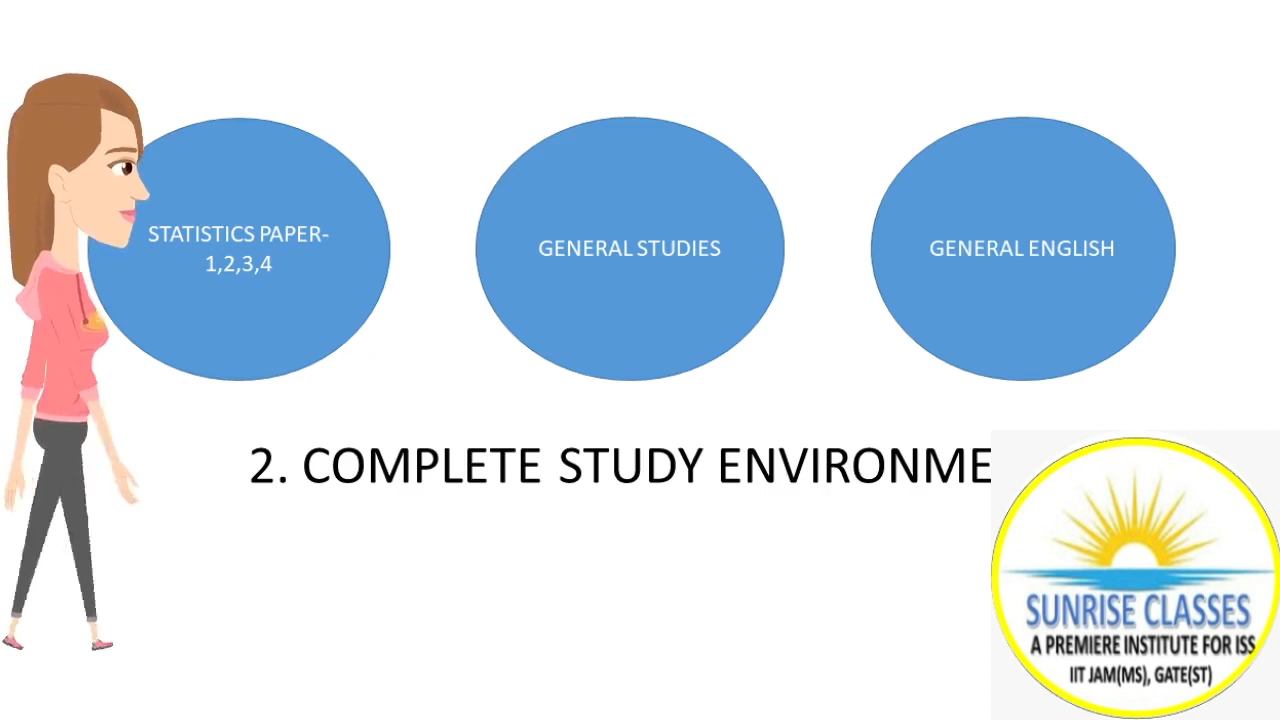 STATISTICS PAPER-
1,2,3,4
GENERAL STUDIES
GENERAL ENGLISH
2. COMPLETE STUDY ENVIRONME
SUNRISE CLASSES
A PREMIERE INSTITUTE FOR ISS
IIT JAM(MS), GATE(ST)